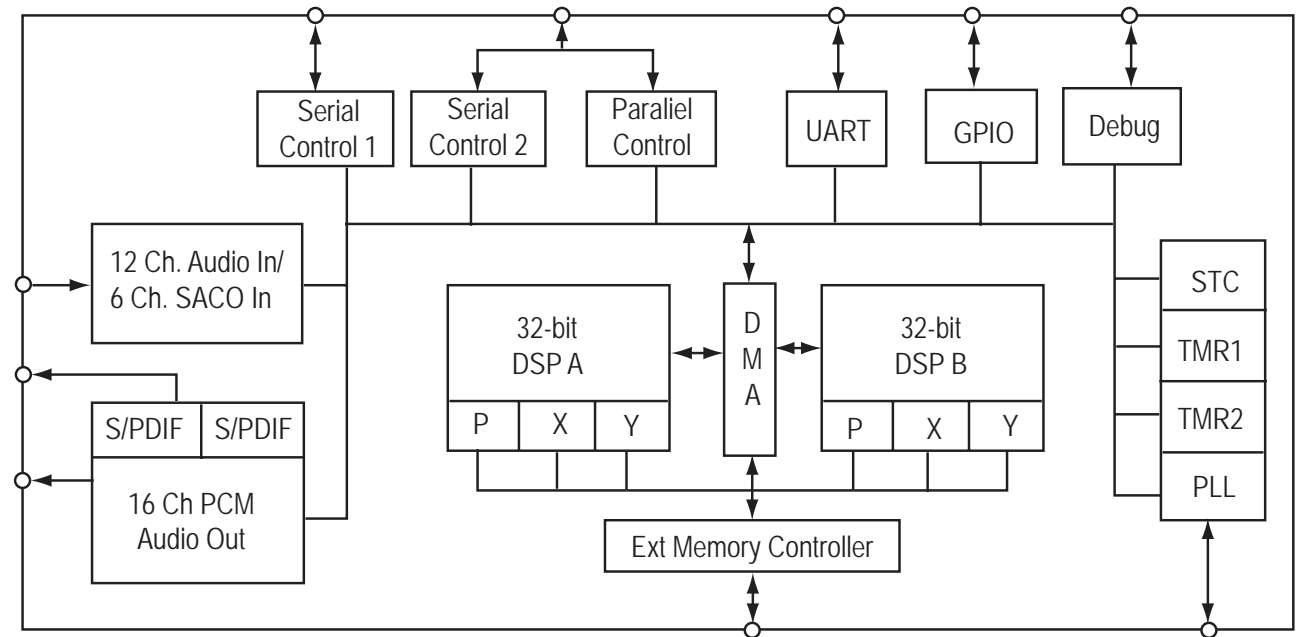 Serial
Control 1
Serial
Control 2
Paraliel
Control
UART
GPIO
Debug
12 Ch. Audio In/
6 Ch. SACO In
S/PDIF
S/PDIF
16 Ch PCM
Audio Out
32-bit
DSP A
P
X
Y
D
M
A
32-bit
DSP B
P
X
Y
Ext Memory Controller
STC
TMR1
TMR2
PLL